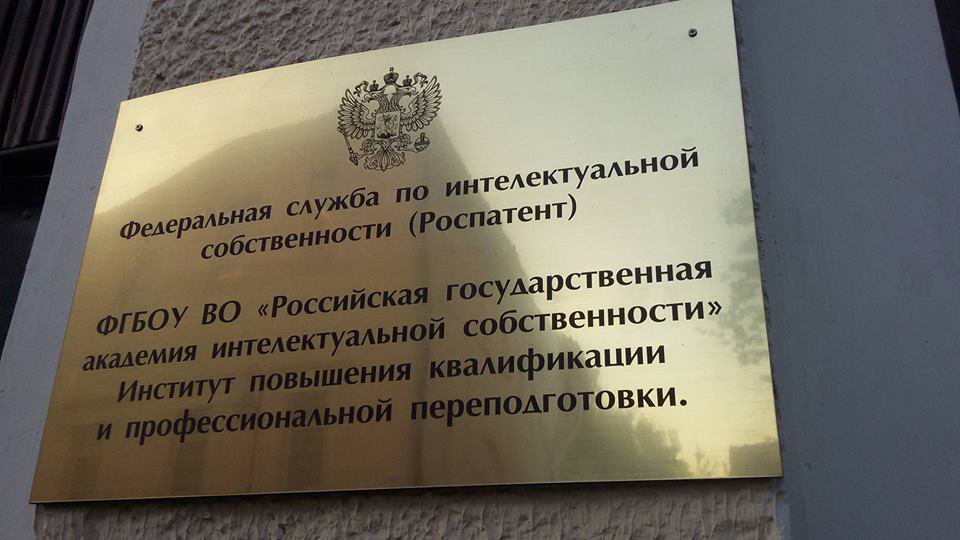 Федеральная служба по интелектуальной
собственности (Роспатент)
ФГБОУ ВО «Российская государственная
академия интелектуальной собственности»
Институт повышения квалификации
и профессиональной переподготовки.